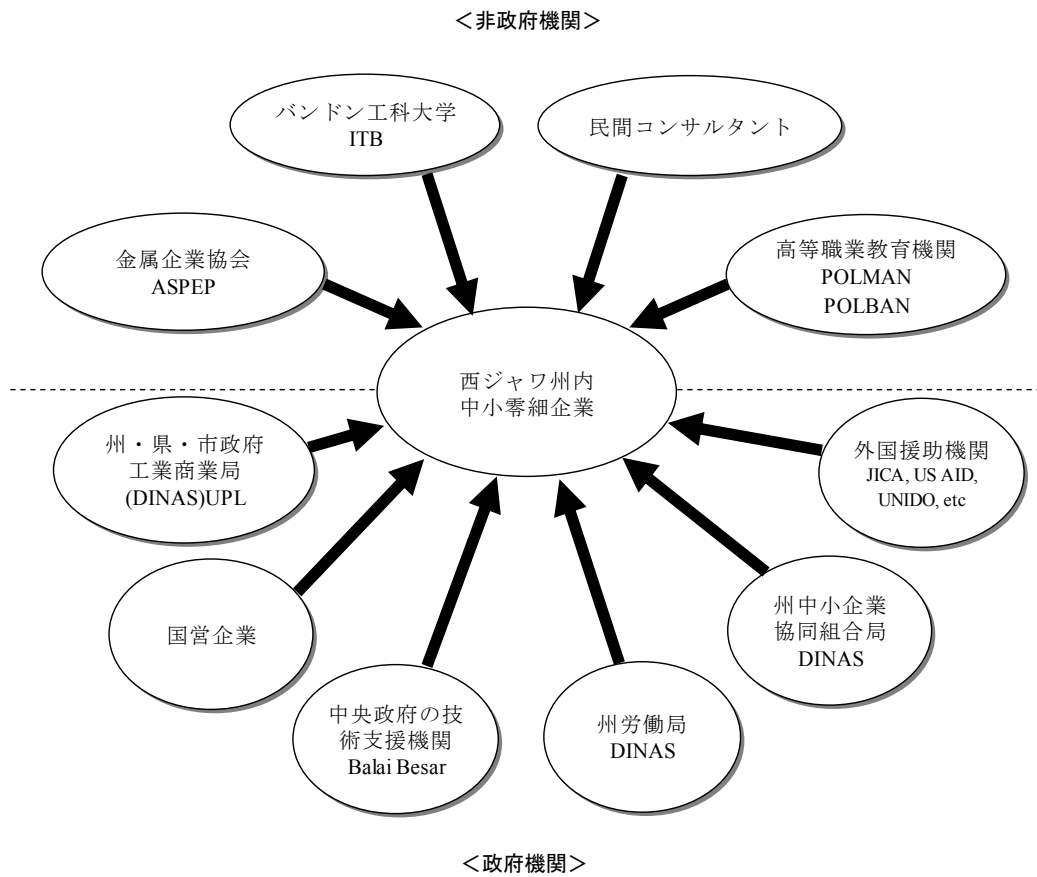 ＜非政府機関＞
バンドン工科大学
ITB
民間コンサルタント
金属企業協会
ASPEP
高等職業教育機関
POLMAN
POLBAN
西ジャワ州内
中小零細企業
州・県・市政府
工業商業局
(DINAS)UPL
外国援助機関
JICA, US AID,
UNIDO, etc
国営企業
州中小企業
協同組合局
DINAS
中央政府の技
術支援機関
Balai Besar
州労働局
DINAS
＜政府機関＞